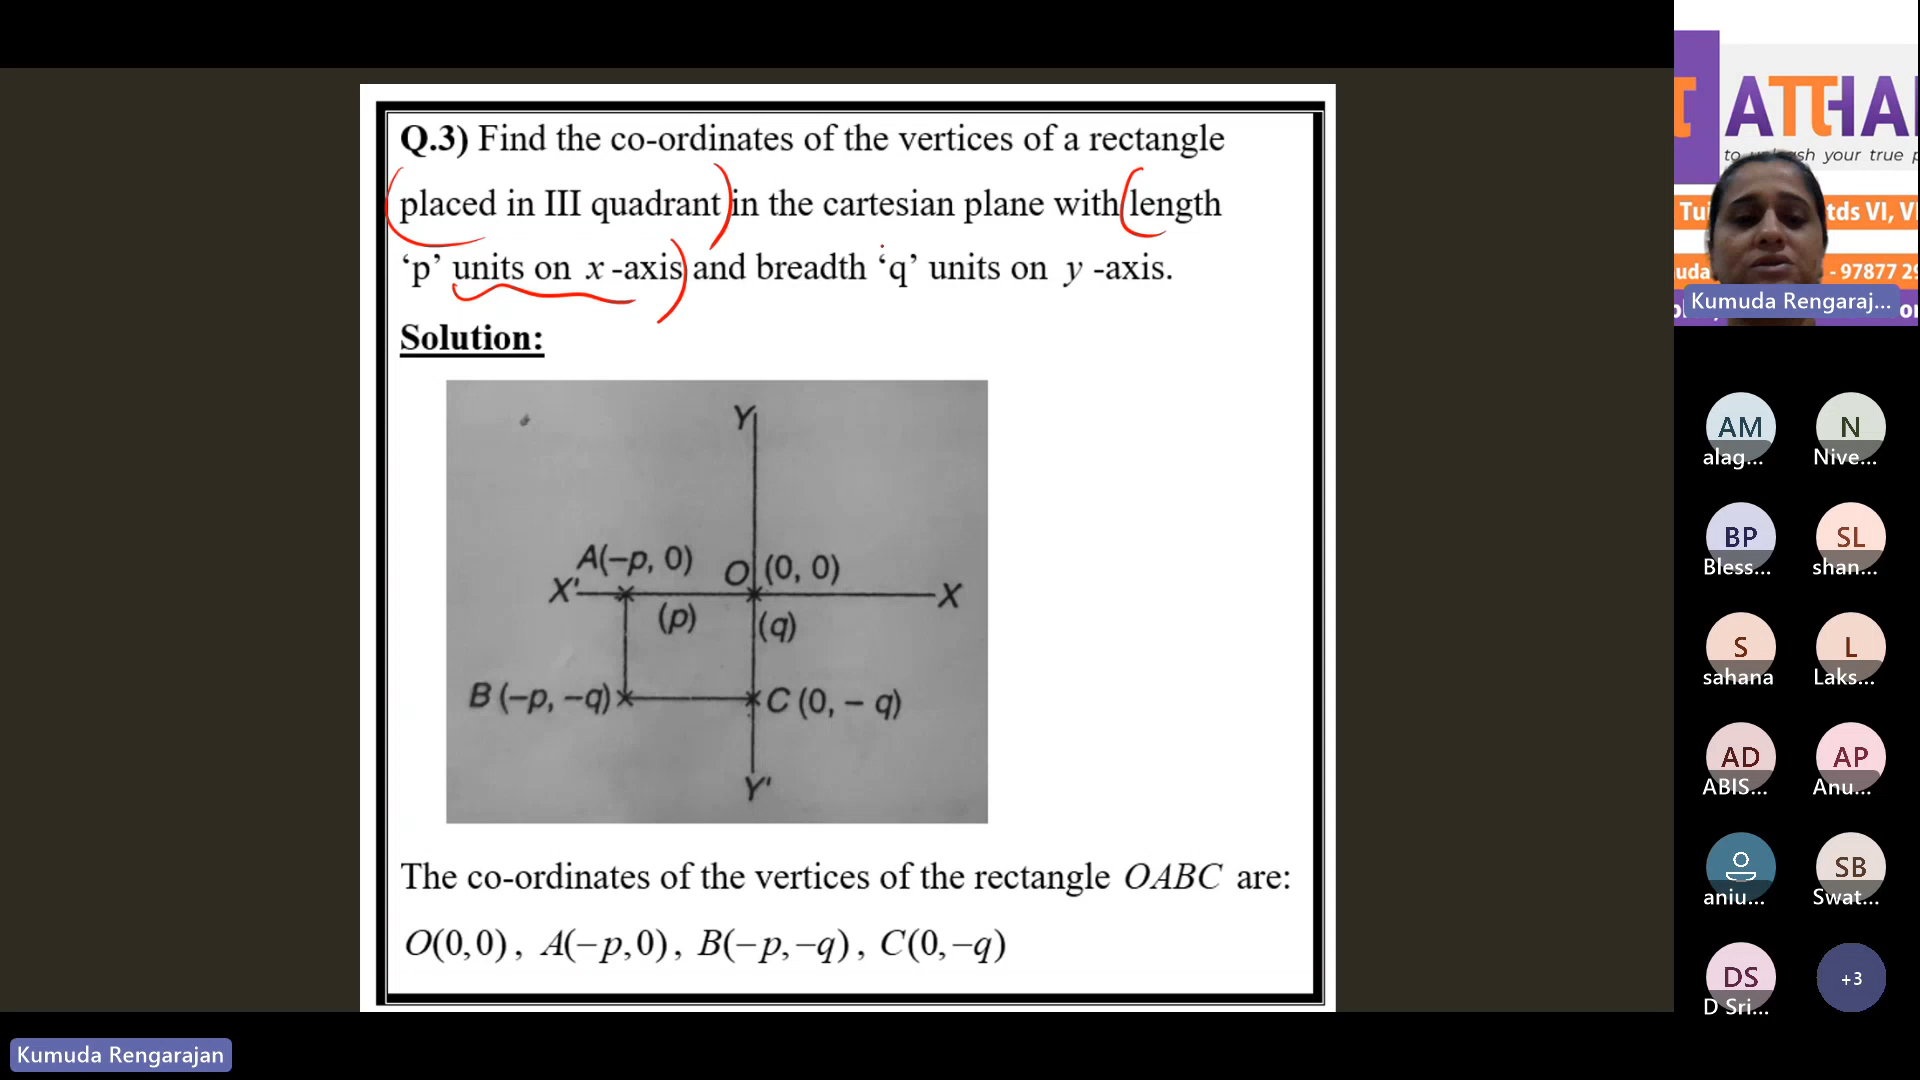 Q.3) Find the co-ordinates of the vertices of a rectangle
placed in III quadrant in the cartesian plane with length
‘p’ units on x -axis and breadth ‘q’ units on y -axis.
Solution:
Y
A(−p, 0) O (0, 0)
X' X
(p) (q)
B (−p, −q) C (0, − q)
Y'
The co-ordinates of the vertices of the rectangle OABC are:
O(0,0), A(−p,0), B(−p,−q), C(0,−q)
Kumuda Rengarajan
to unleash your true p
tds VI, V
- 97877 29
Kumuda Rengaraj...
AM
alag...
N
Nive...
BP
Bless...
SL
shan...
S
sahana
L
Laks...
AD
ABIS...
AP
Anu...
aniu...
SB
Swat...
DS
D Sri...
+3